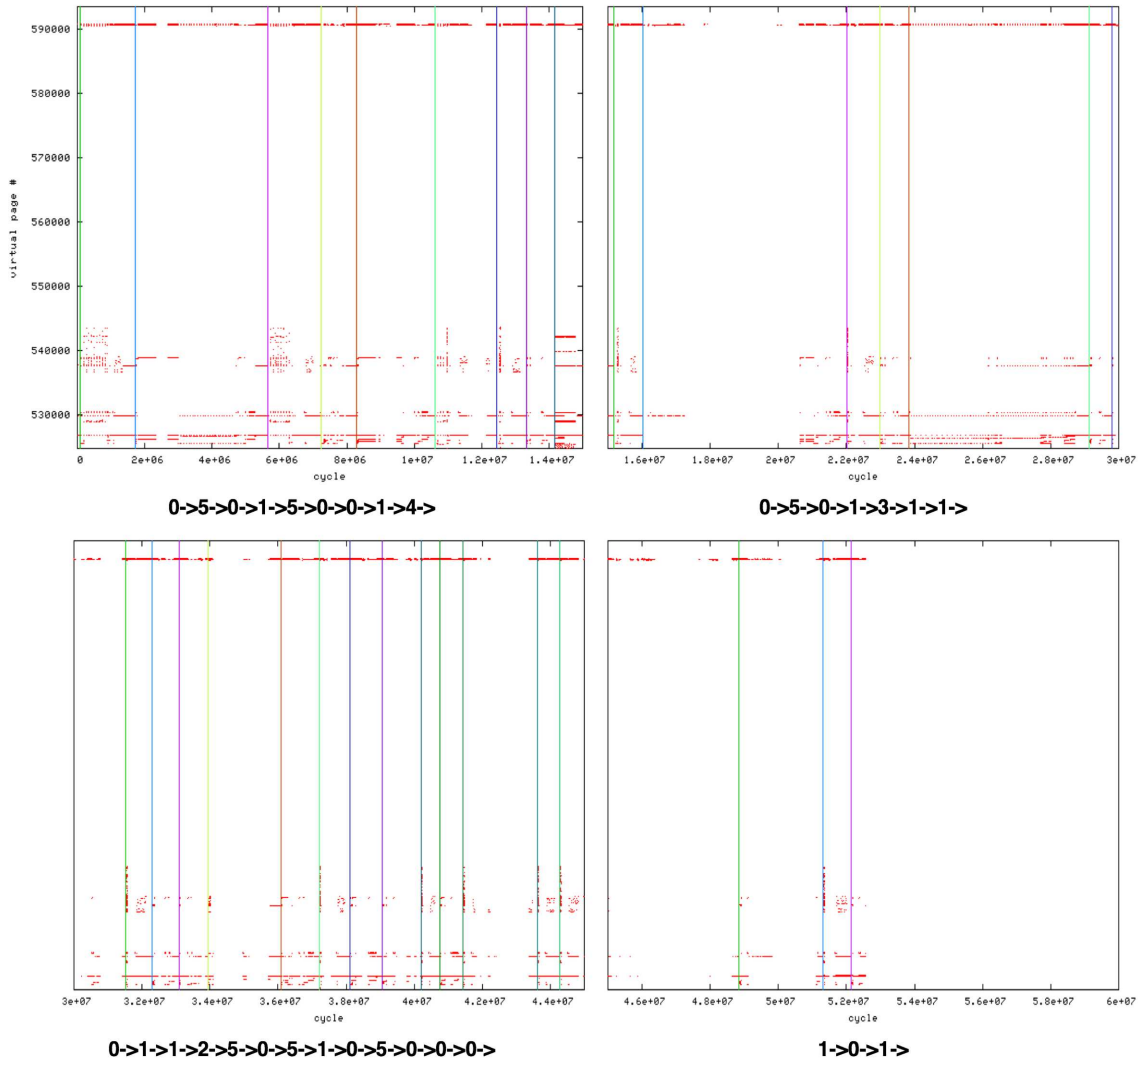 590000
580000
570000
560000
550000
540000
530000
virtual page #
0 2e+06 4e+06 6e+06 8e+06 1e+07 1.2e+07 1.4e+07
cycle
0->5->0->1->5->0->0->1->4->
1.6e+07 1.8e+07 2e+07 2.2e+07 2.4e+07 2.6e+07 2.8e+07 3e+07
cycle
0->5->0->1->3->1->1->
3e+07 3.2e+07 3.4e+07 3.6e+07 3.8e+07 4e+07 4.2e+07 4.4e+07
cycle
0->1->1->2->5->0->5->1->0->5->0->0->0->
4.6e+07 4.8e+07 5e+07 5.2e+07 5.4e+07 5.6e+07 5.8e+07 6e+07
cycle
1->0->1->